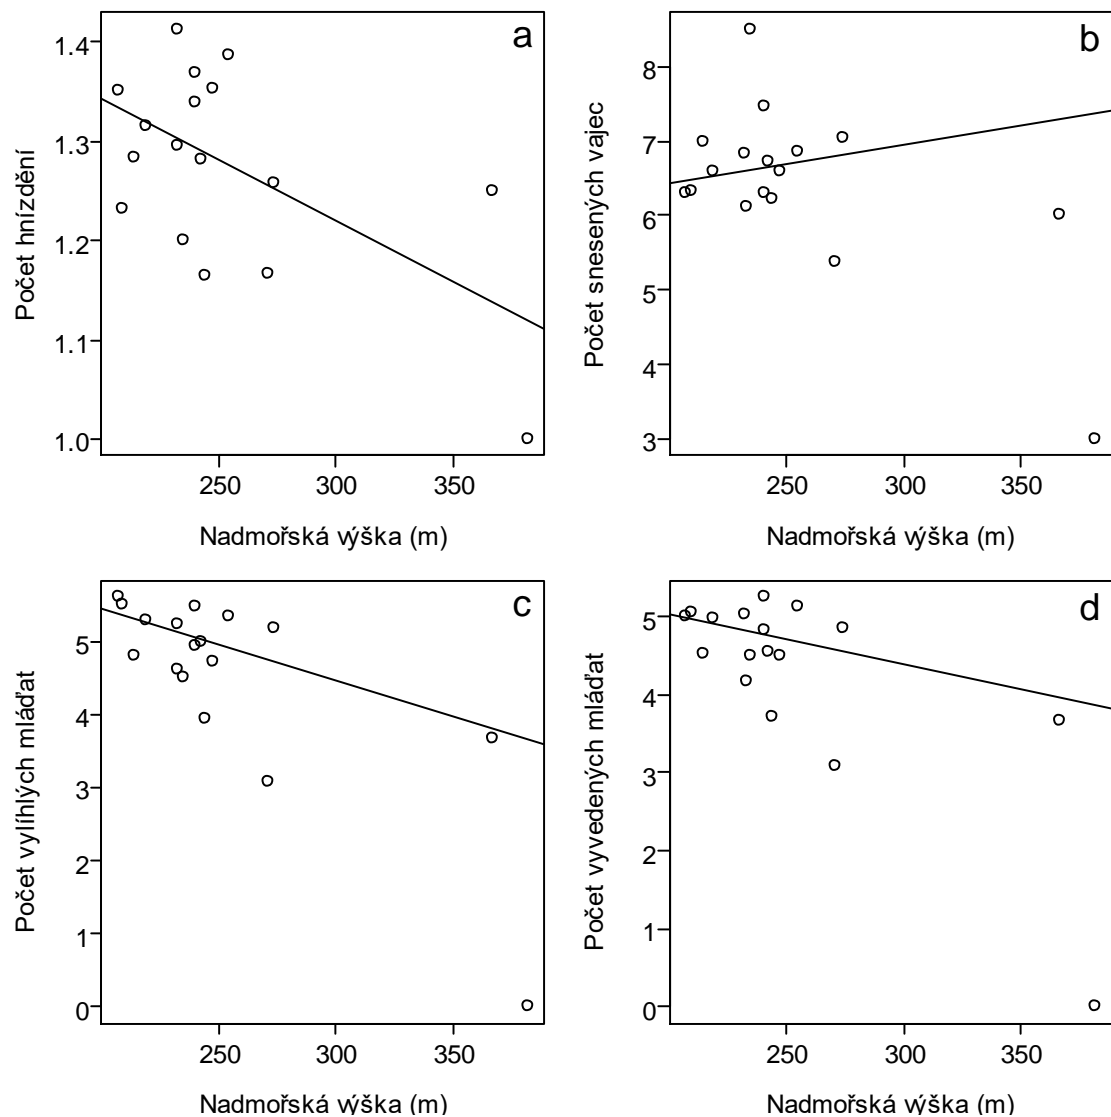 a
1.4
1.3
1.2
1.1
1.0
Počet hnízdění
250 300 350
Nadmořská výška (m)
b
8
7
6
5
4
3
Počet snesených vajec
250 300 350
Nadmořská výška (m)
c
5
4
3
2
1
0
Počet vylíhlých mláďat
250 300 350
Nadmořská výška (m)
d
5
4
3
2
1
0
Počet vyvedených mláďat
250 300 350
Nadmořská výška (m)